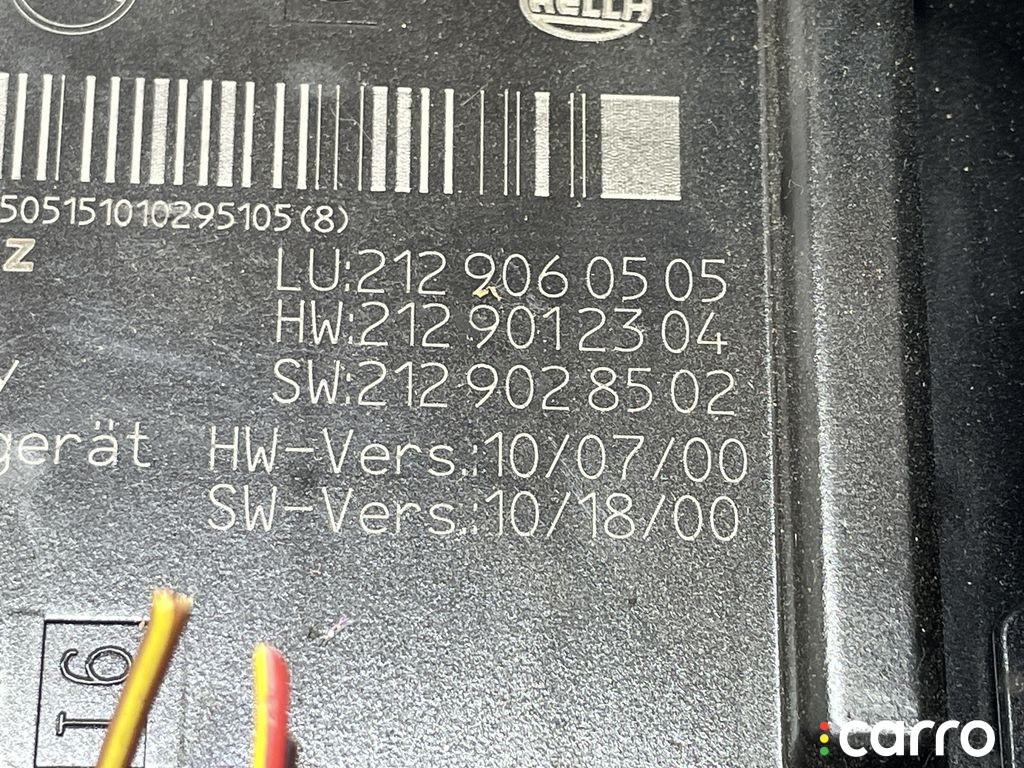 HELLA
505151010295105(8)
z
LU:212 906 05 05
HW:212 901 23 04
SW:212 902 85 02
y
gerät HW-Vers.:10/07/00
SW-Vers.:10/18/00
16
carro